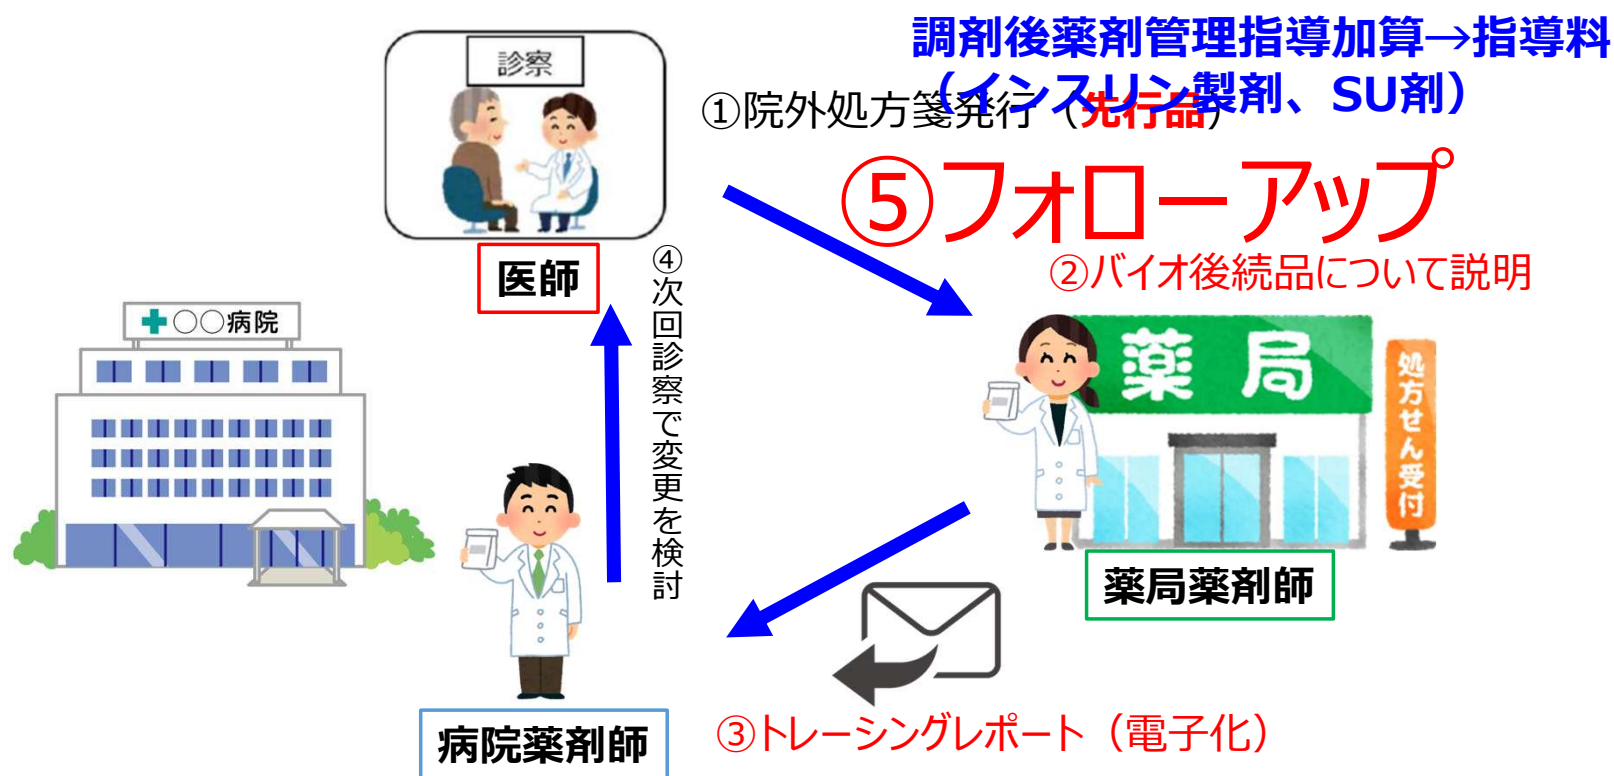 調剤後薬剤管理指導加算→指導料
（インスリン製剤、SU剤）
診察
①院外処方箋発行（先行品）
⑤フォローアップ
②バイオ後続品について説明
医師
④次回診察で変更を検討
○○病院
薬局
処方せん受付
薬局薬剤師
病院薬剤師
③トレーシングレポート（電子化）